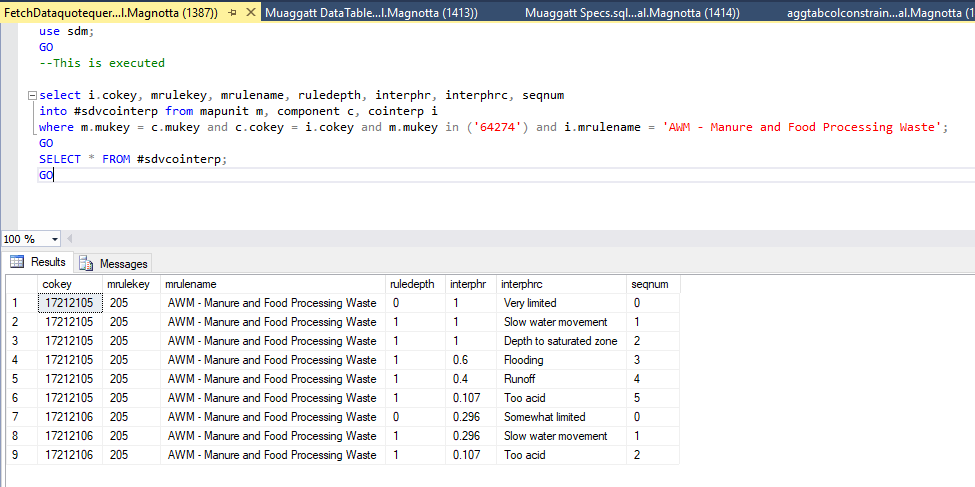 FetchDataquotequer...l.Magnotta (1387)) Muaggatt DataTable...l.Magnotta (1413)) Muaggatt Specs.sql...al.Magnotta (1414)) aggtabcolconstrain...al.Magnotta (1
use sdm;
GO
--This is executed
select i.cokey, mrulekey, mrulename, ruledepth, interphr, interphrc, seqnum
into #sdvcointerp from mapunit m, component c, cointerp i
where m.mukey = c.mukey and c.cokey = i.cokey and m.mukey in ('64274') and i.mrulename = 'AWM - Manure and Food Processing Waste';
GO
SELECT * FROM #sdvcointerp;
GO
100 %
Results Messages
cokey mrulekey mrulename ruledepth interphr interphrc seqnum
1 17212105 205 AWM - Manure and Food Processing Waste 0 1 Very limited 0
2 17212105 205 AWM - Manure and Food Processing Waste 1 1 Slow water movement 1
3 17212105 205 AWM - Manure and Food Processing Waste 1 1 Depth to saturated zone 2
4 17212105 205 AWM - Manure and Food Processing Waste 1 0.6 Flooding 3
5 17212105 205 AWM - Manure and Food Processing Waste 1 0.4 Runoff 4
6 17212105 205 AWM - Manure and Food Processing Waste 1 0.107 Too acid 5
7 17212105 205 AWM - Manure and Food Processing Waste 0 0.296 Somewhat limited 0
8 17212106 205 AWM - Manure and Food Processing Waste 1 0.296 Slow water movement 1
9 17212106 205 AWM - Manure and Food Processing Waste 1 0.107 Too acid 2